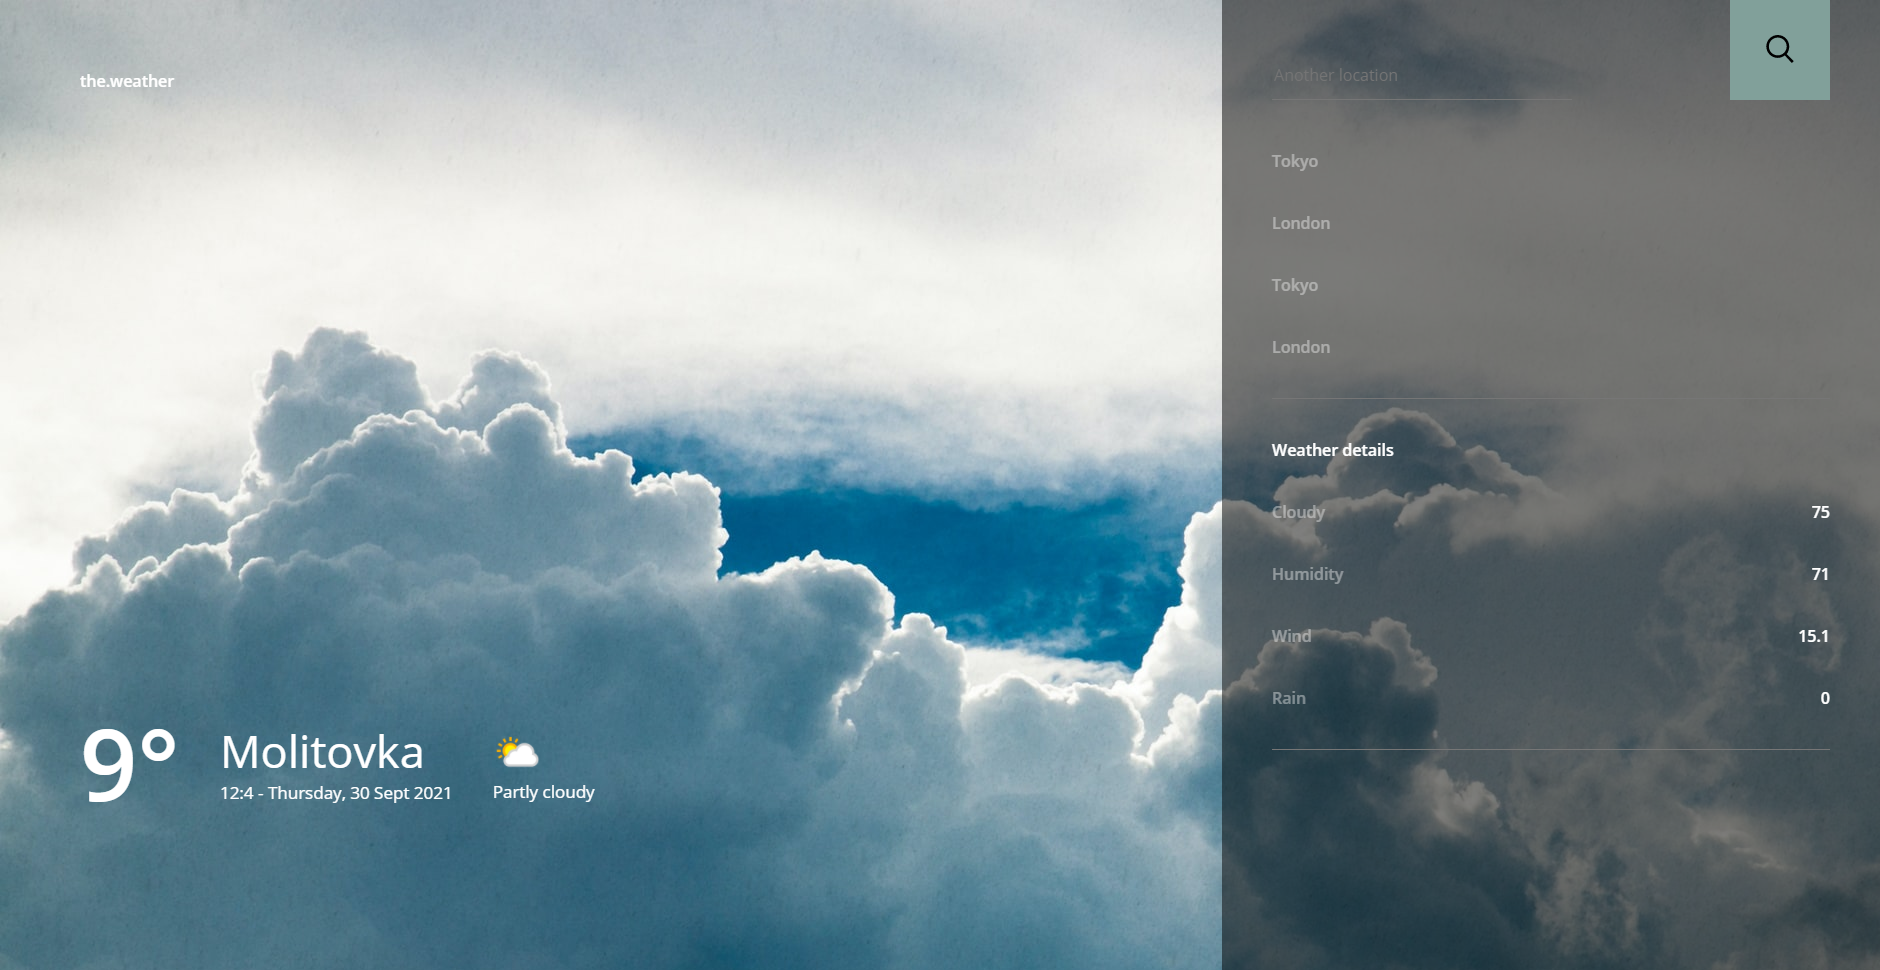 the.weather
Another location
Tokyo
London
Tokyo
London
Weather details
Cloudy 75
Humidity 71
Wind 15.1
Rain 0
9°
Molitovka
12:4 - Thursday, 30 Sept 2021
Partly cloudy